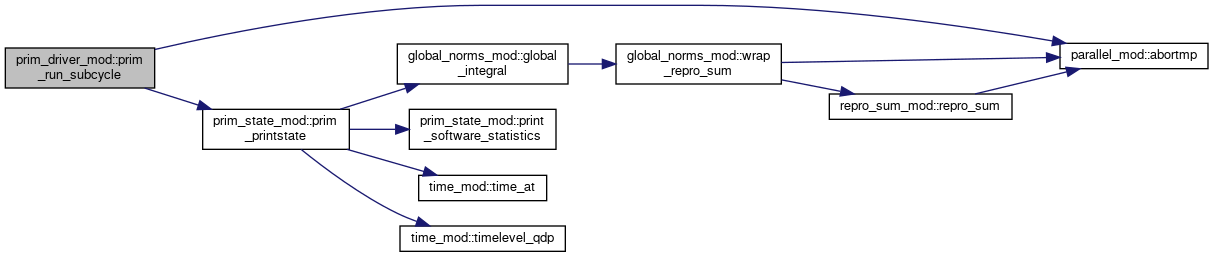 prim_driver_mod::prim
_run_subcycle
prim_state_mod::prim
_printstate
global_norms_mod::global
_integral
prim_state_mod::print
_software_statistics
time_mod::time_at
time_mod::timelevel_qdp
global_norms_mod::wrap
_repro_sum
repro_sum_mod::repro_sum
parallel_mod::abortmp